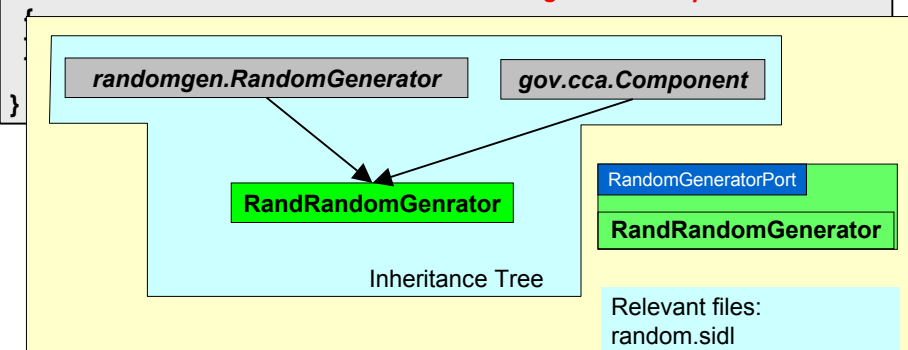 {
}
randomgen.RandomGenerator
gov.cca.Component
RandRandomGenrator
RandomGeneratorPort
RandRandomGenerator
Inheritance Tree
Relevant files:
random.sidl